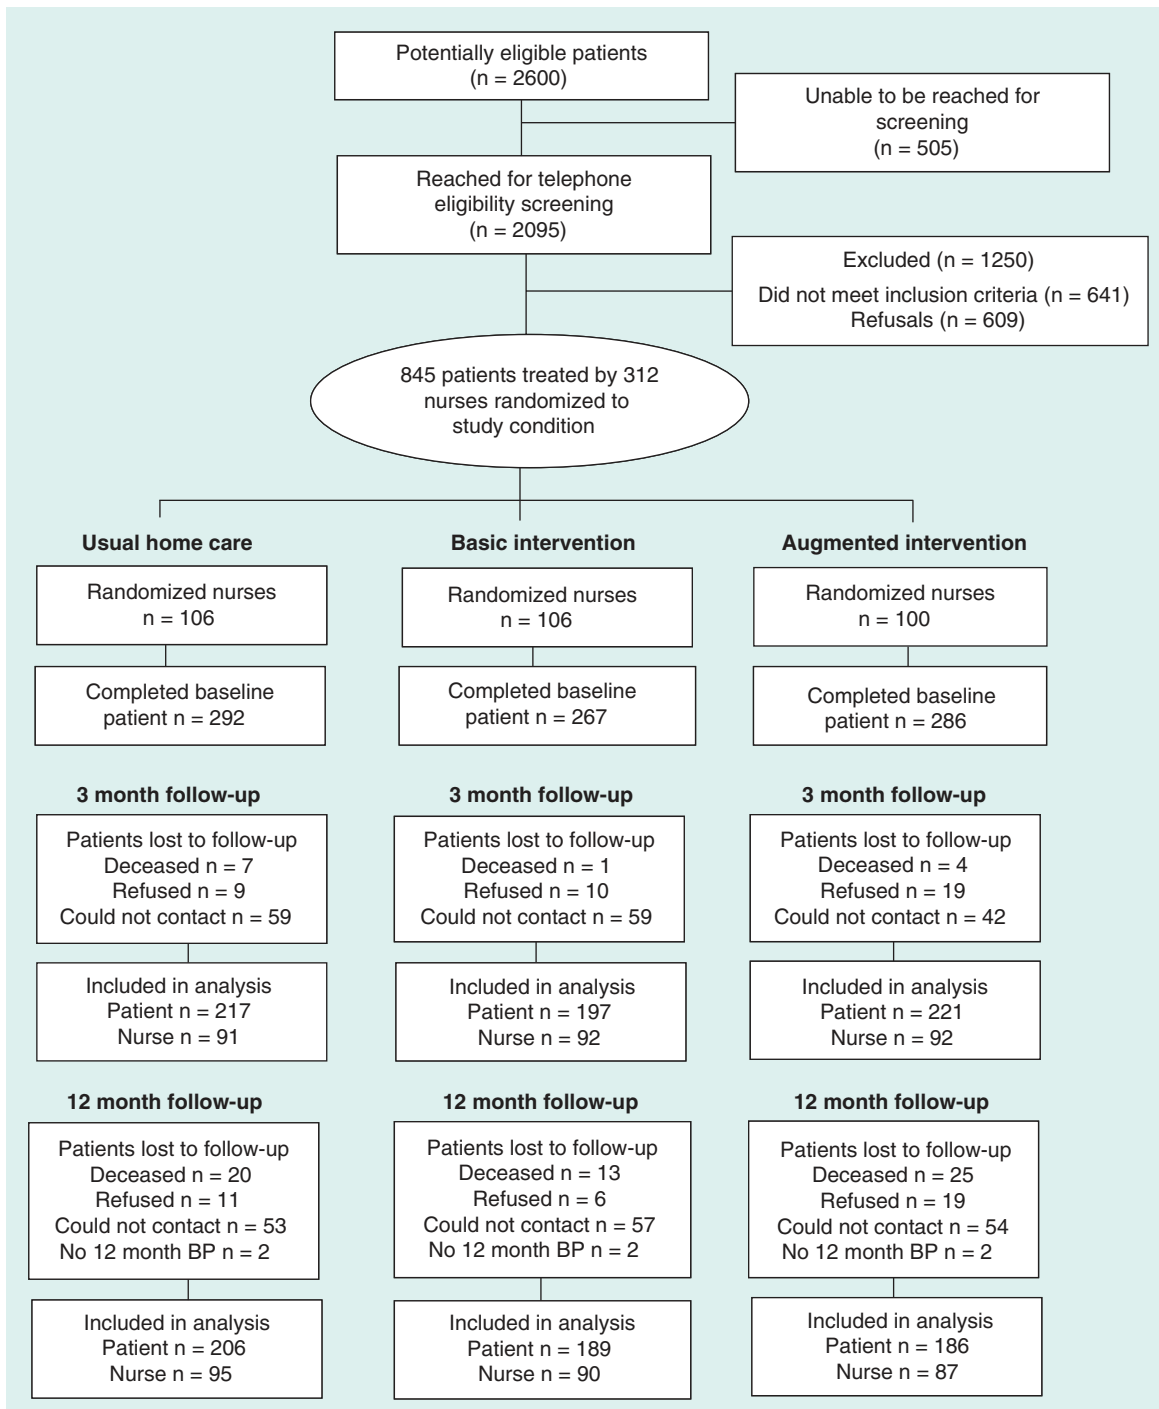 Potentially eligible patients
(n = 2600)
Unable to be reached for
screening
(n = 505)
Reached for telephone
eligibility screening
(n = 2095)
Excluded (n = 1250)
Did not meet inclusion criteria (n = 641)
Refusals (n = 609)
845 patients treated by 312
nurses randomized to
study condition
Usual home care
Basic intervention
Augmented intervention
Randomized nurses
n = 106
Randomized nurses
n = 106
Randomized nurses
n = 100
Completed baseline
patient n = 292
Completed baseline
patient n = 267
Completed baseline
patient n = 286
3 month follow-up
3 month follow-up
3 month follow-up
Patients lost to follow-up
Deceased n = 7
Refused n = 9
Could not contact n = 59
Patients lost to follow-up
Deceased n = 1
Refused n = 10
Could not contact n = 59
Patients lost to follow-up
Deceased n = 4
Refused n = 19
Could not contact n = 42
Included in analysis
Patient n = 217
Nurse n = 91
Included in analysis
Patient n = 197
Nurse n = 92
Included in analysis
Patient n = 221
Nurse n = 92
12 month follow-up
12 month follow-up
12 month follow-up
Patients lost to follow-up
Deceased n = 20
Refused n = 11
Could not contact n = 53
No 12 month BP n = 2
Patients lost to follow-up
Deceased n = 13
Refused n = 6
Could not contact n = 57
No 12 month BP n = 2
Patients lost to follow-up
Deceased n = 25
Refused n = 19
Could not contact n = 54
No 12 month BP n = 2
Included in analysis
Patient n = 206
Nurse n = 95
Included in analysis
Patient n = 189
Nurse n = 90
Included in analysis
Patient n = 186
Nurse n = 87